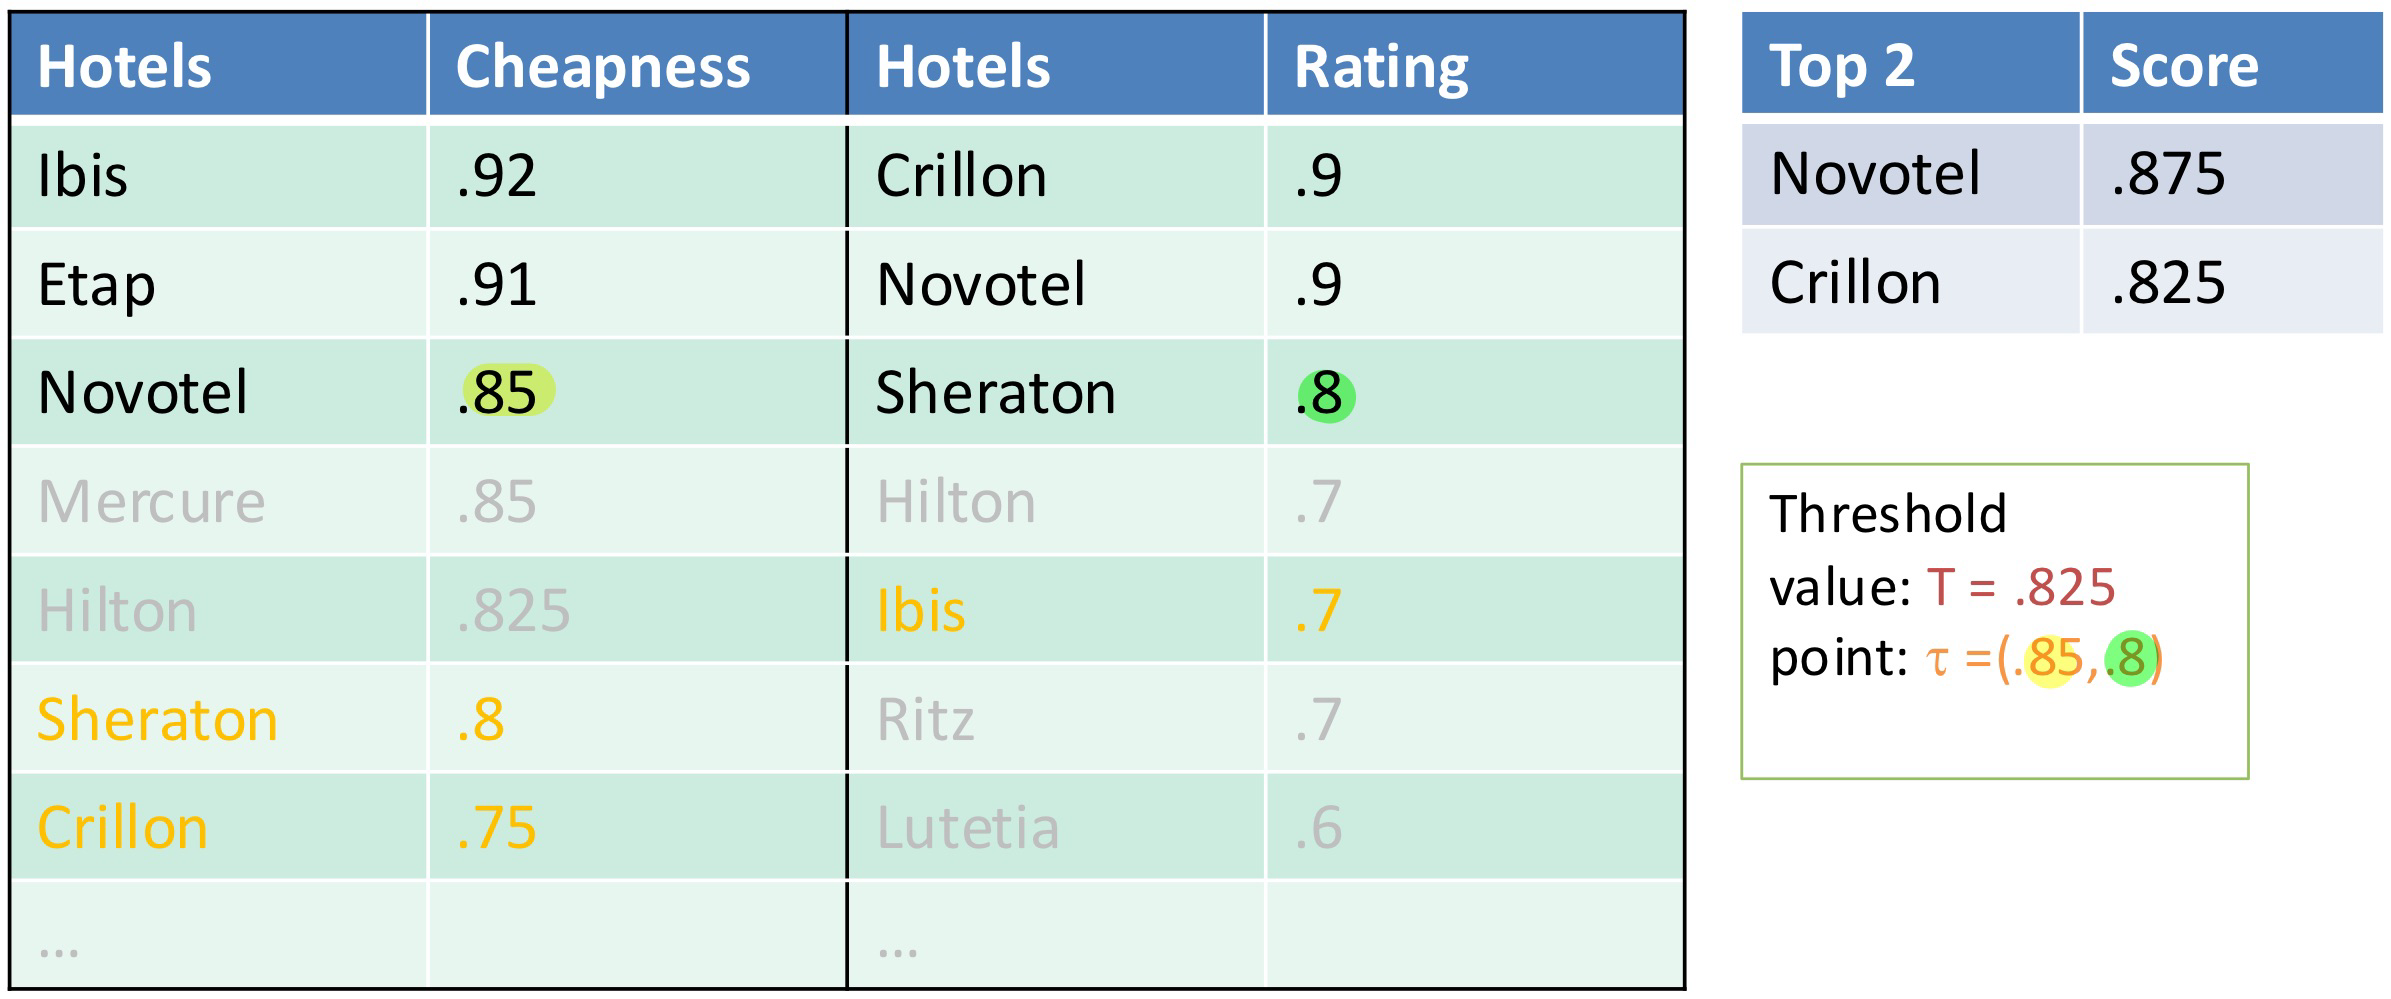 Hotels Cheapness Hotels Rating
Ibis .92 Crillon .9
Etap .91 Novotel .9
Novotel .85 Sheraton .8
Mercure .85 Hilton .7
Hilton .825 Ibis .7
Sheraton .8 Ritz .7
Crillon .75 Lutetia .6
... ...
Top 2 Score
Novotel .875
Crillon .825
Threshold
value: T = .825
point: τ =(.85,.8)